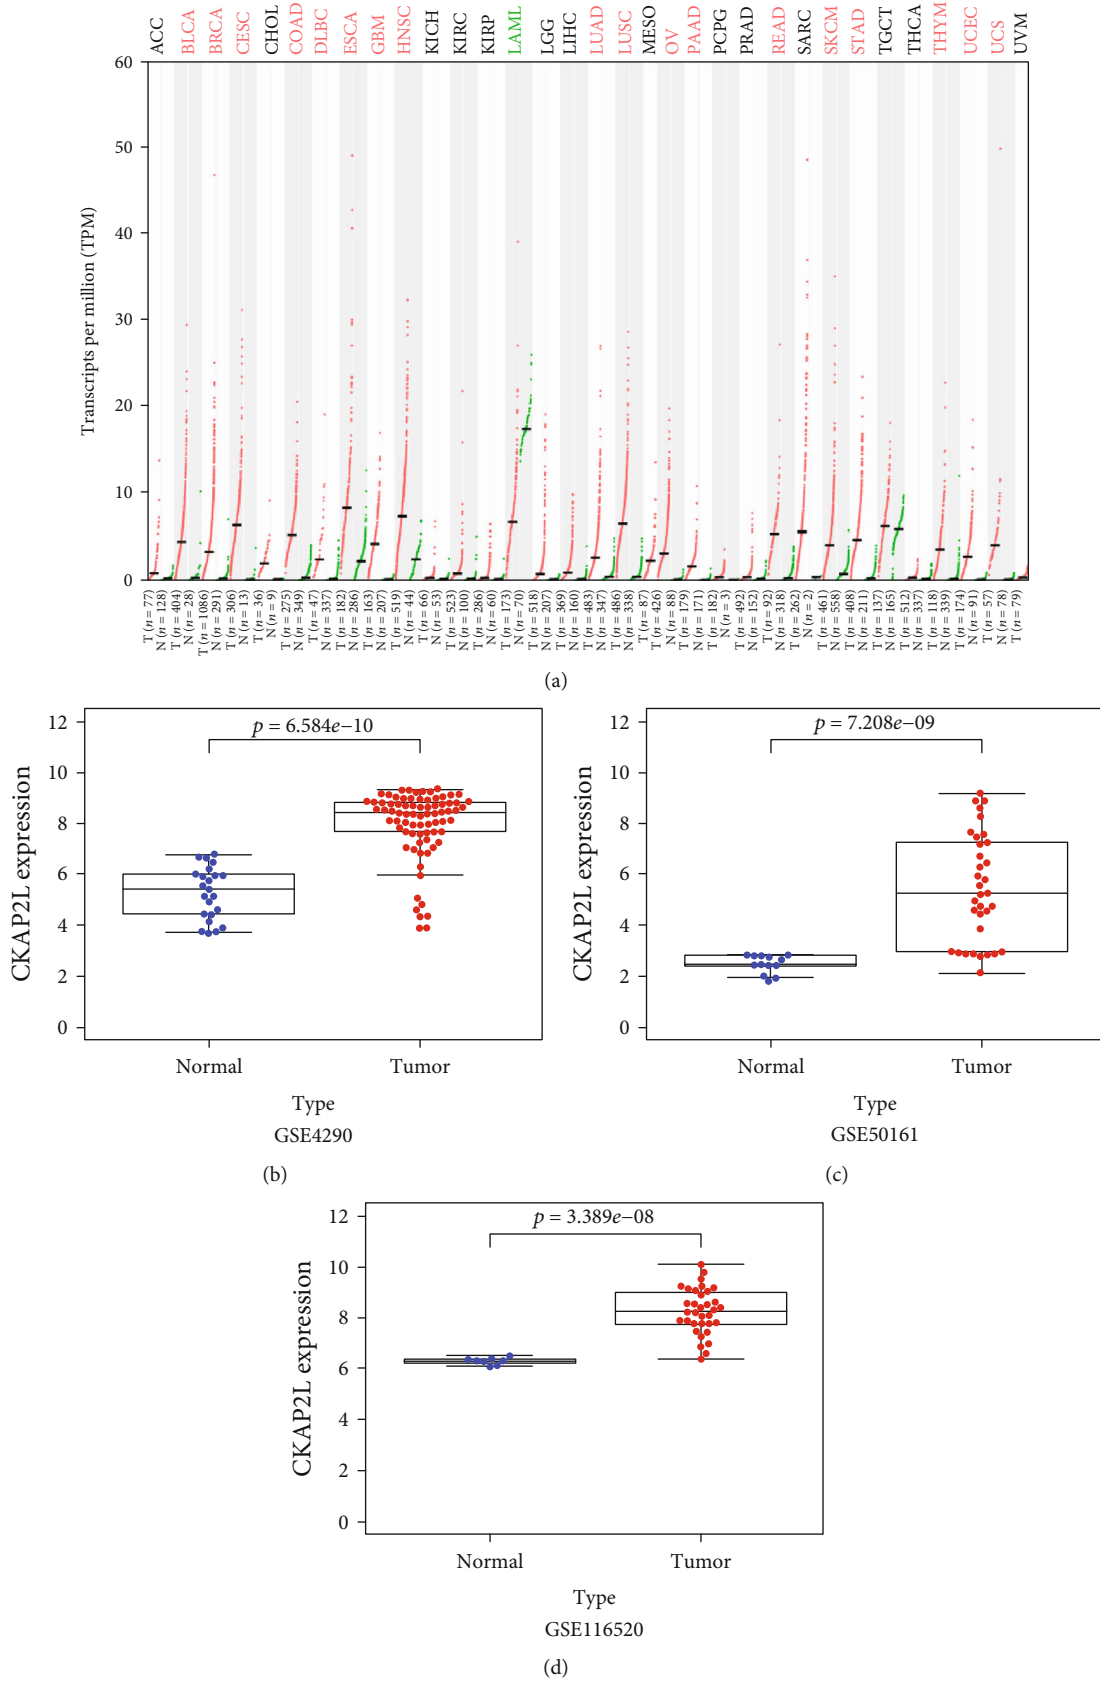 ACC BLCA BRCA CESC CHOL COAD DLBC ESCA GBM HNSC KICH KIRC KIRP LAML LGG LIHC LUAD LUSC MESO OV PAAD PCPG PRAD READ SARC SKCM STAD TGCT THCA THYM UCEC UCS UVM
60
50
40
30
20
10
0
Transcripts per million (TPM)
T (n = 77)
N (n = 128)
T (n = 404)
N (n = 28)
T (n = 1086)
N (n = 291)
T (n = 306)
N (n = 13)
T (n = 36)
N (n = 9)
T (n = 275)
N (n = 349)
T (n = 47)
N (n = 337)
T (n = 182)
N (n = 286)
T (n = 163)
N (n = 207)
T (n = 519)
N (n = 44)
T (n = 66)
N (n = 53)
T (n = 523)
N (n = 100)
T (n = 286)
N (n = 60)
T (n = 173)
N (n = 70)
T (n = 518)
N (n = 207)
T (n = 369)
N (n = 160)
T (n = 483)
N (n = 347)
T (n = 486)
N (n = 338)
T (n = 87)
T (n = 426)
N (n = 88)
T (n = 179)
N (n = 171)
T (n = 182)
N (n = 3)
T (n = 492)
N (n = 152)
T (n = 92)
N (n = 318)
T (n = 262)
N (n = 2)
T (n = 461)
N (n = 558)
T (n = 408)
N (n = 211)
T (n = 137)
N (n = 165)
T (n = 512)
N (n = 337)
T (n = 118)
N (n = 339)
T (n = 174)
N (n = 91)
T (n = 57)
N (n = 78)
T (n = 79)
(a)
12
10
8
6
4
2
0
CKAP2L expression
p = 6.584e−10
Normal Tumor
Type
GSE4290
(b)
12
10
8
6
4
2
0
CKAP2L expression
p = 7.208e−09
Normal Tumor
Type
GSE50161
(c)
12
10
8
6
4
2
0
CKAP2L expression
p = 3.389e−08
Normal Tumor
Type
GSE116520
(d)